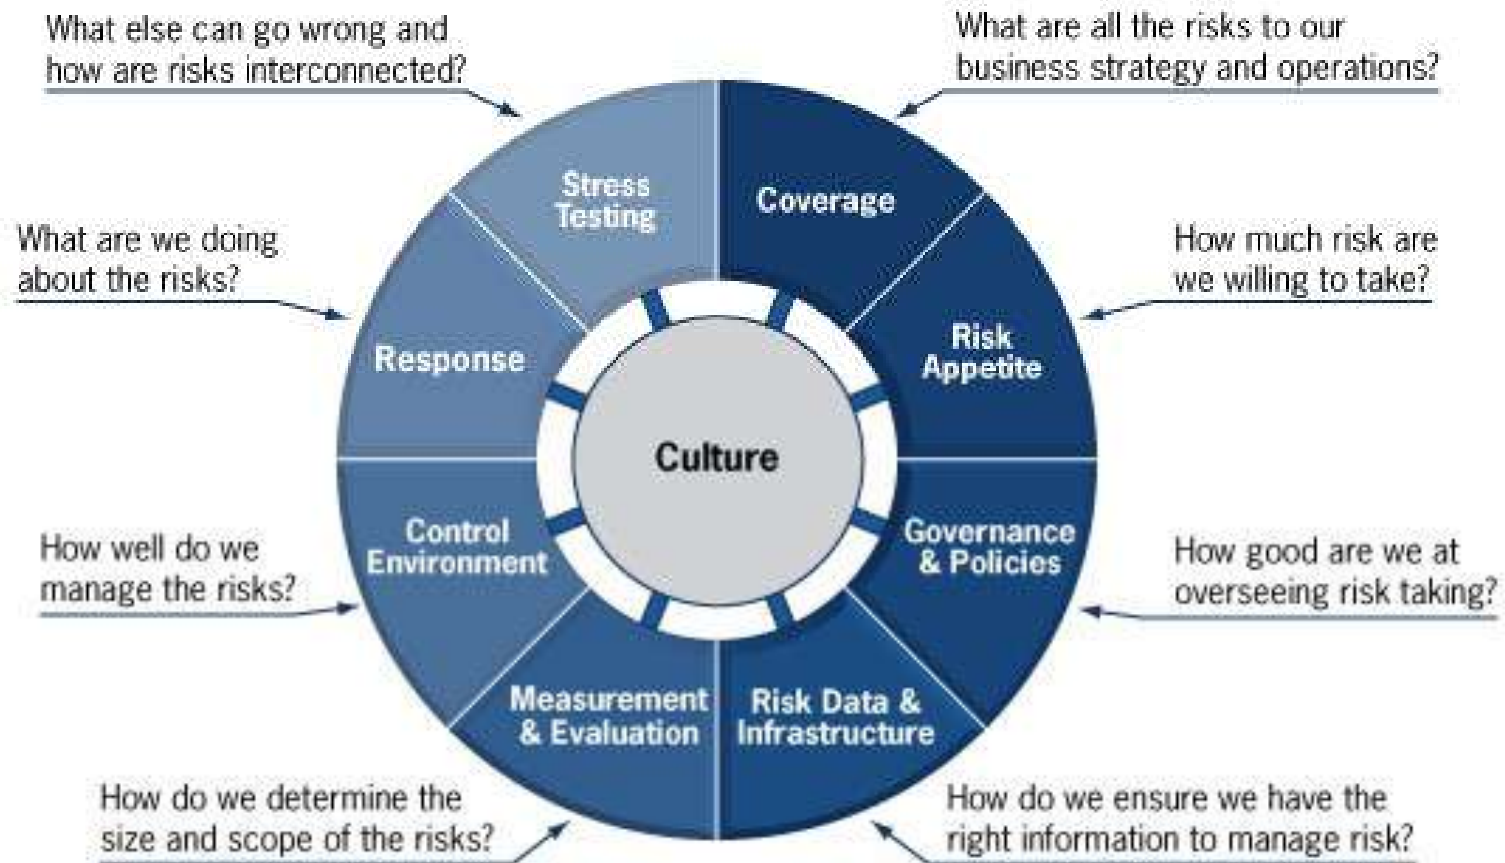 What else can go wrong and
how are risks interconnected?
What are all the risks to our
business strategy and operations?
Stress
Testing
Coverage
What are we doing
about the risks?
How much risk are
we willing to take?
Response
Risk
Appetite
Culture
Control
Environment
Governance
& Policies
How well do we
manage the risks?
How good are we at
overseeing risk taking?
Measurement
& Evaluation
Risk Data &
Infrastructure
How do we determine the
size and scope of the risks?
How do we ensure we have the
right information to manage risk?